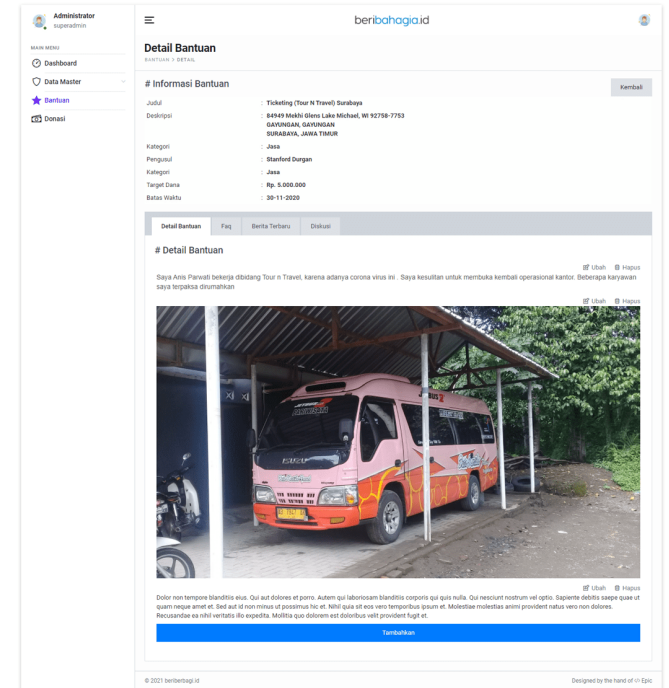 Administrator
superadmin
beribahagia.id
MAIN MENU
Dashboard
Data Master
Bantuan
Donasi
Detail Bantuan
BANTUAN > DETAIL
# Informasi Bantuan
Kembali
Judul : Ticketing (Tour N Travel) Surabaya
Deskripsi : 84949 Mekhi Glens Lake Michael, WI 92758-7753
GAYUNGAN, GAYUNGAN
SURABAYA, JAWA TIMUR
Kategori : Jasa
Pengusul : Stanford Durgan
Kategori : Jasa
Target Dana : Rp. 5.000.000
Batas Waktu : 30-11-2020
Detail Bantuan Faq Berita Terbaru Diskusi
# Detail Bantuan
Ubah Hapus
Saya Anis Parwati bekerja dibidang Tour n Travel, karena adanya corona virus ini . Saya kesulitan untuk membuka kembali operasional kantor. Beberapa karyawan
saya terpaksa dirumahkan
Ubah Hapus
PARIWISATA
Ubah Hapus
Dolor non tempore blanditiis eius. Qui aut dolores et porro. Autem qui laboriosam blanditiis corporis qui quis nulla. Qui nesciunt nostrum vel optio. Sapiente debitis saepe quae ut
quam neque amet et. Sed aut id non minus ut possimus hic et. Nihil quia sit eos vero temporibus ipsum et. Molestiae molestias animi provident natus vero non dolores.
Recusandae ea nihil veritatis illo expedita. Mollitia quo dolorem est doloribus velit provident fugit et.
Tambahkan
© 2021 beriberbagi.id
Designed by the hand of </> Epic